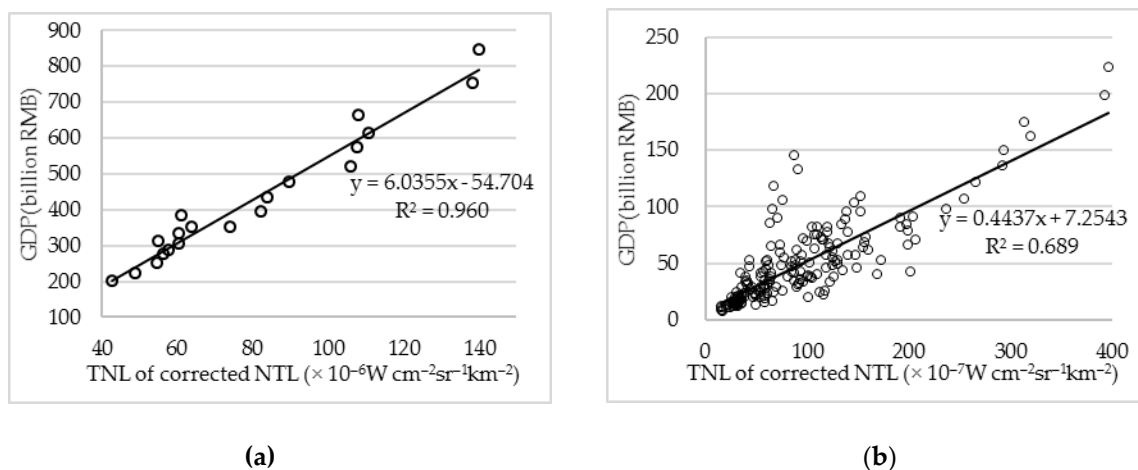 900
800
700
600
500
400
300
200
100
GDP(billion RMB)
y = 6.0355x - 54.704
R² = 0.960
40 60 80 100 120 140
TNL of corrected NTL (× 10⁻⁶W cm⁻²sr⁻¹km⁻²)
(a)
250
200
150
100
50
0
GDP(billion RMB)
y = 0.4437x + 7.2543
R² = 0.689
0 100 200 300 400
TNL of corrected NTL (× 10⁻⁷W cm⁻²sr⁻¹km⁻²)
(b)